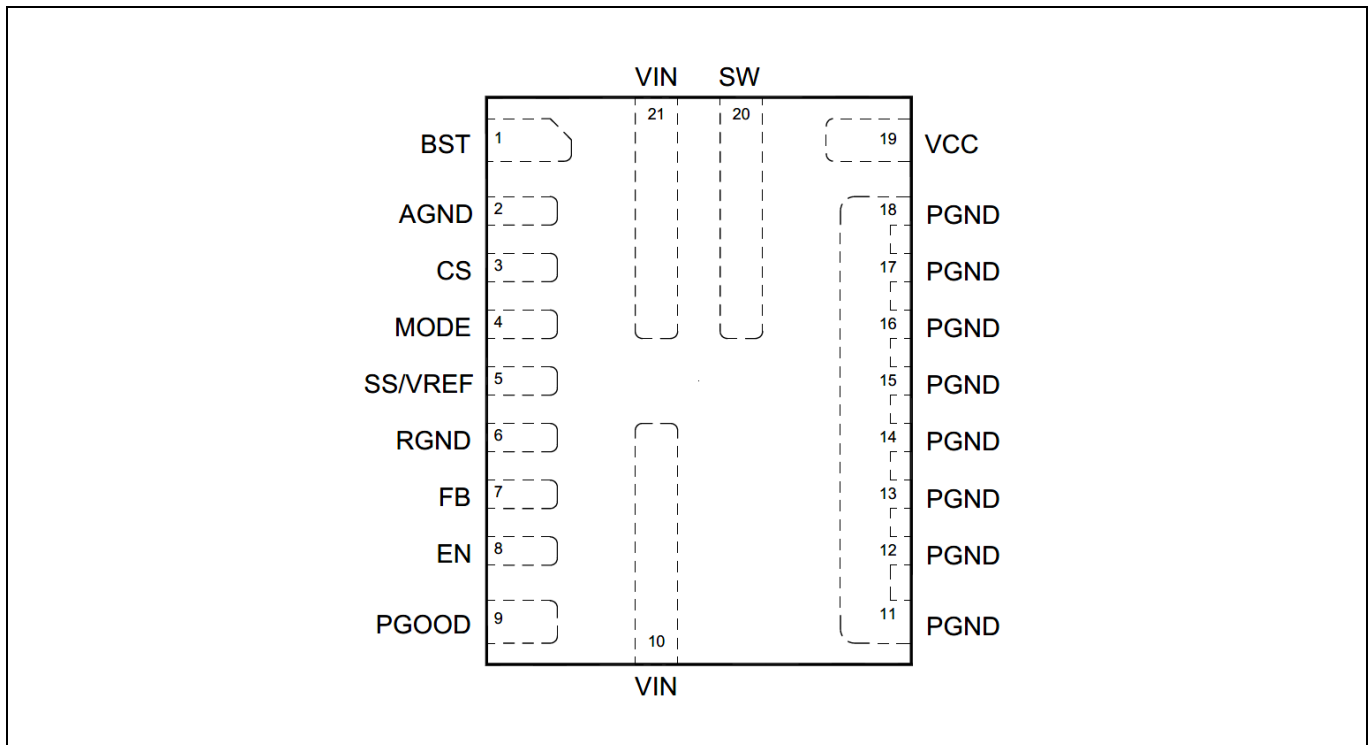 VIN SW
21 20
BST 1 19 VCC
AGND 2 18 PGND
CS 3 17 PGND
MODE 4 16 PGND
SS/VREF 5 15 PGND
RGND 6 14 PGND
FB 7 13 PGND
EN 8 12 PGND
PGOOD 9 11 PGND
10
VIN